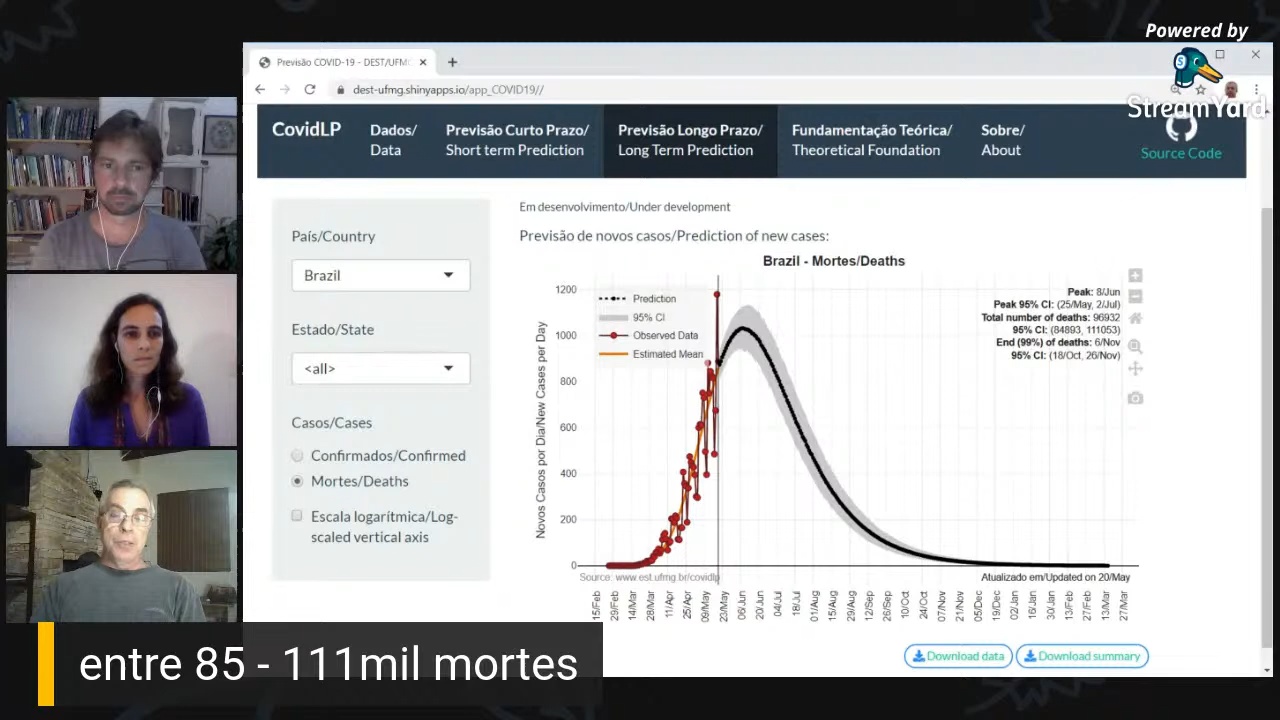 Powered by
StreamYard
Previsão COVID-19 - DEST/UFM
dest-ufmg.shinyapps.io/app_COVID19//
CovidLP
Dados/
Data
Previsão Curto Prazo/
Short term Prediction
Previsão Longo Prazo/
Long Term Prediction
Fundamentação Teórica/
Theoretical Foundation
Sobre/
About
Source Code
País/Country
Brazil
Estado/State
<all>
Casos/Cases
Confirmados/Confirmed
Mortes/Deaths
Escala logarítmica/Log-
scaled vertical axis
Em desenvolvimento/Under development
Previsão de novos casos/Prediction of new cases:
Brazil - Mortes/Deaths
Novos Casos por Dia/New Cases per Day
1200
1000
800
600
400
200
0
Prediction
95% CI
Observed Data
Estimated Mean
Peak: 8/Jun
Peak 95% CI: (25/May, 2/Jul)
Total number of deaths: 96932
95% CI: (84893, 111053)
End (99%) of deaths: 6/Nov
95% CI: (18/Oct, 26/Nov)
Source: www.est.ufmg.br/covidlp
Atualizado em/Updated on 20/May
15/Feb
29/Feb
14/Mar
28/Mar
11/Apr
25/Apr
09/May
23/May
06/Jun
20/Jun
04/Jul
18/Jul
01/Aug
15/Aug
29/Aug
12/Sep
26/Sep
10/Oct
24/Oct
07/Nov
21/Nov
05/Dec
19/Dec
02/Jan
16/Jan
30/Jan
13/Feb
27/Feb
13/Mar
27/Mar
Download data
Download summary
entre 85 - 111mil mortes